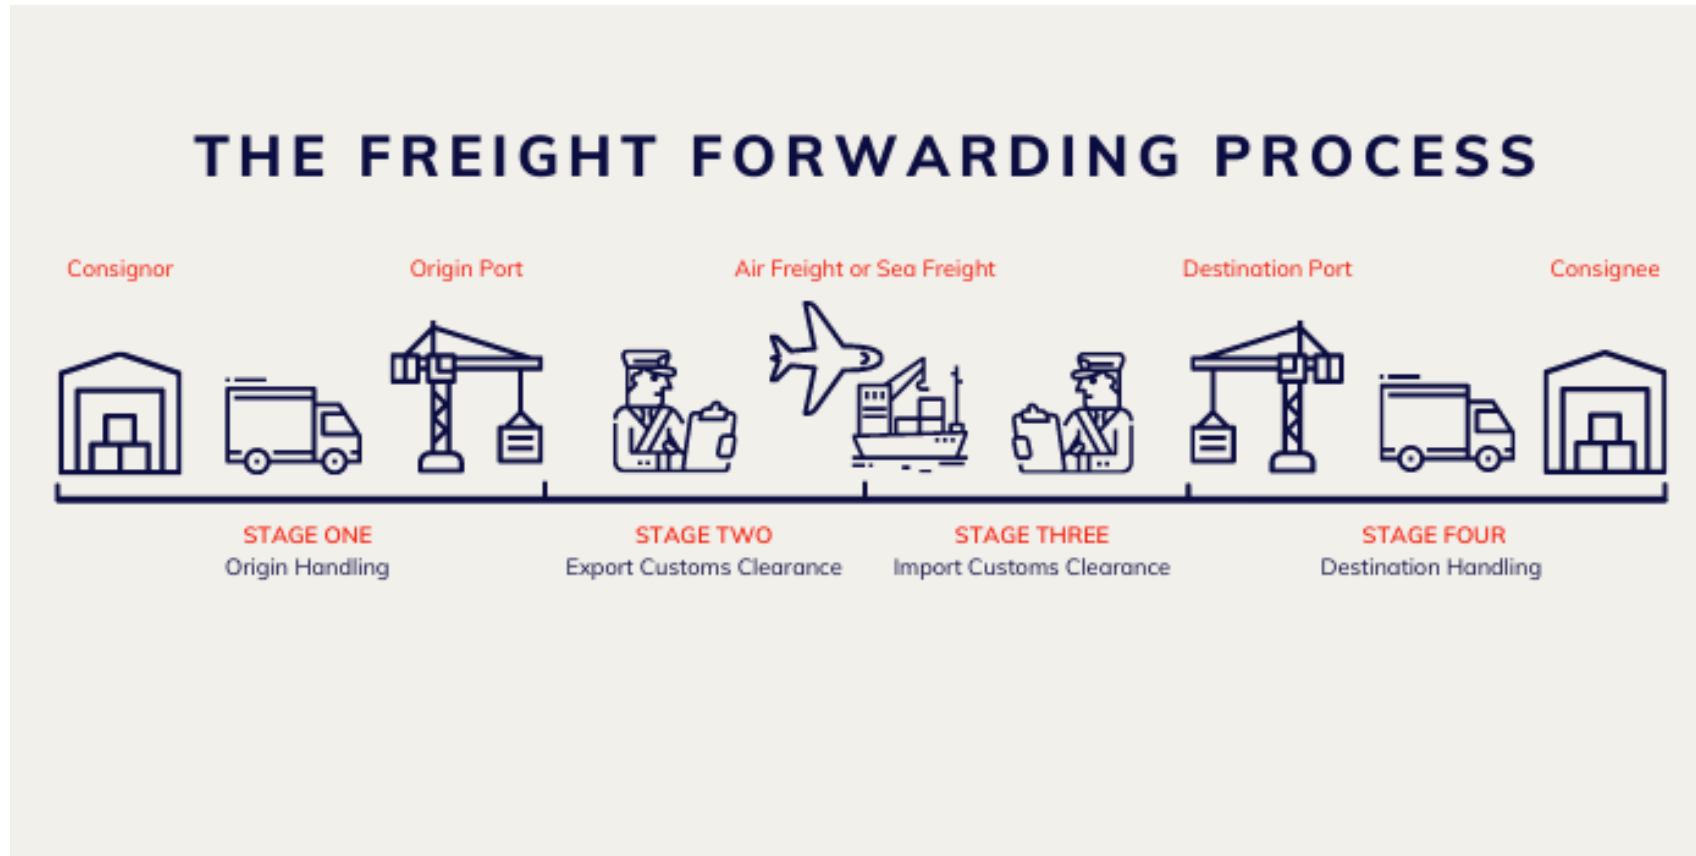 THE FREIGHT FORWARDING PROCESS
Consignor
Origin Port
Air Freight or Sea Freight
Destination Port
Consignee
STAGE ONE
Origin Handling
STAGE TWO
Export Customs Clearance
STAGE THREE
Import Customs Clearance
STAGE FOUR
Destination Handling